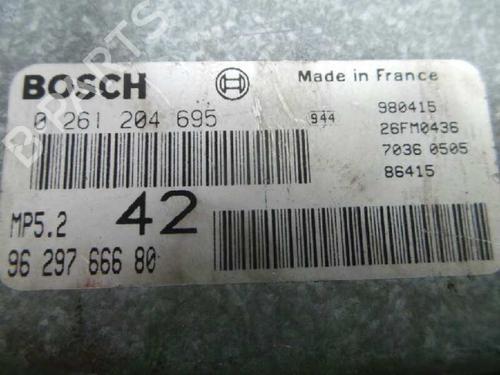 BOSCH Made in France
0 261 204 695 944 980415
26FM0436
7036 0505
86415
MP5.2 42
96 297 666 80
B-PARTS